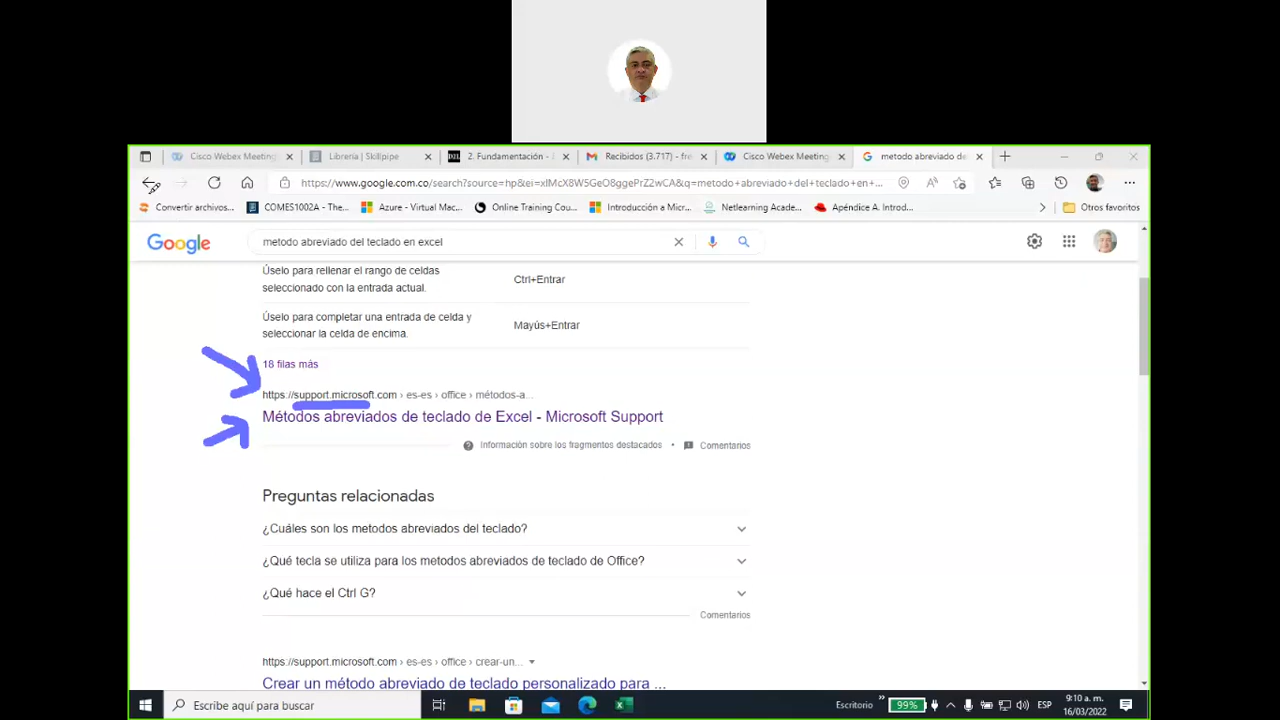 Cisco Webex Meeting
Librería | Skillpipe
2. Fundamentación - A
Recibidos (3.717) - fre
Cisco Webex Meeting
metodo abreviado de
https://www.google.com.co/search?source=hp&ei=xIMcX8WSGeO8ggePrZ2wCA&q=metodo+abreviado+del+teclado+en+...
Convertir archivos...
COMES1002A - The...
Azure - Virtual Mac...
Online Training Cou...
Introducción a Micr...
Netlearning Acade...
Apéndice A. Introd...
Otros favoritos
Google
metodo abreviado del teclado en excel
Úselo para rellenar el rango de celdas
seleccionado con la entrada actual.
Ctrl+Entrar
Úselo para completar una entrada de celda y
seleccionar la celda de encima.
Mayús+Entrar
18 filas más
https://support.microsoft.com › es-es › office › métodos-a...
Métodos abreviados de teclado de Excel - Microsoft Support
Información sobre los fragmentos destacados • Comentarios
Preguntas relacionadas
¿Cuáles son los metodos abreviados del teclado?
¿Qué tecla se utiliza para los metodos abreviados de teclado de Office?
¿Qué hace el Ctrl G?
Comentarios
https://support.microsoft.com › es-es › office › crear-un...
Crear un método abreviado de teclado personalizado para ...
Escribe aquí para buscar
Escritorio
99%
ESP
9:10 a. m.
16/03/2022